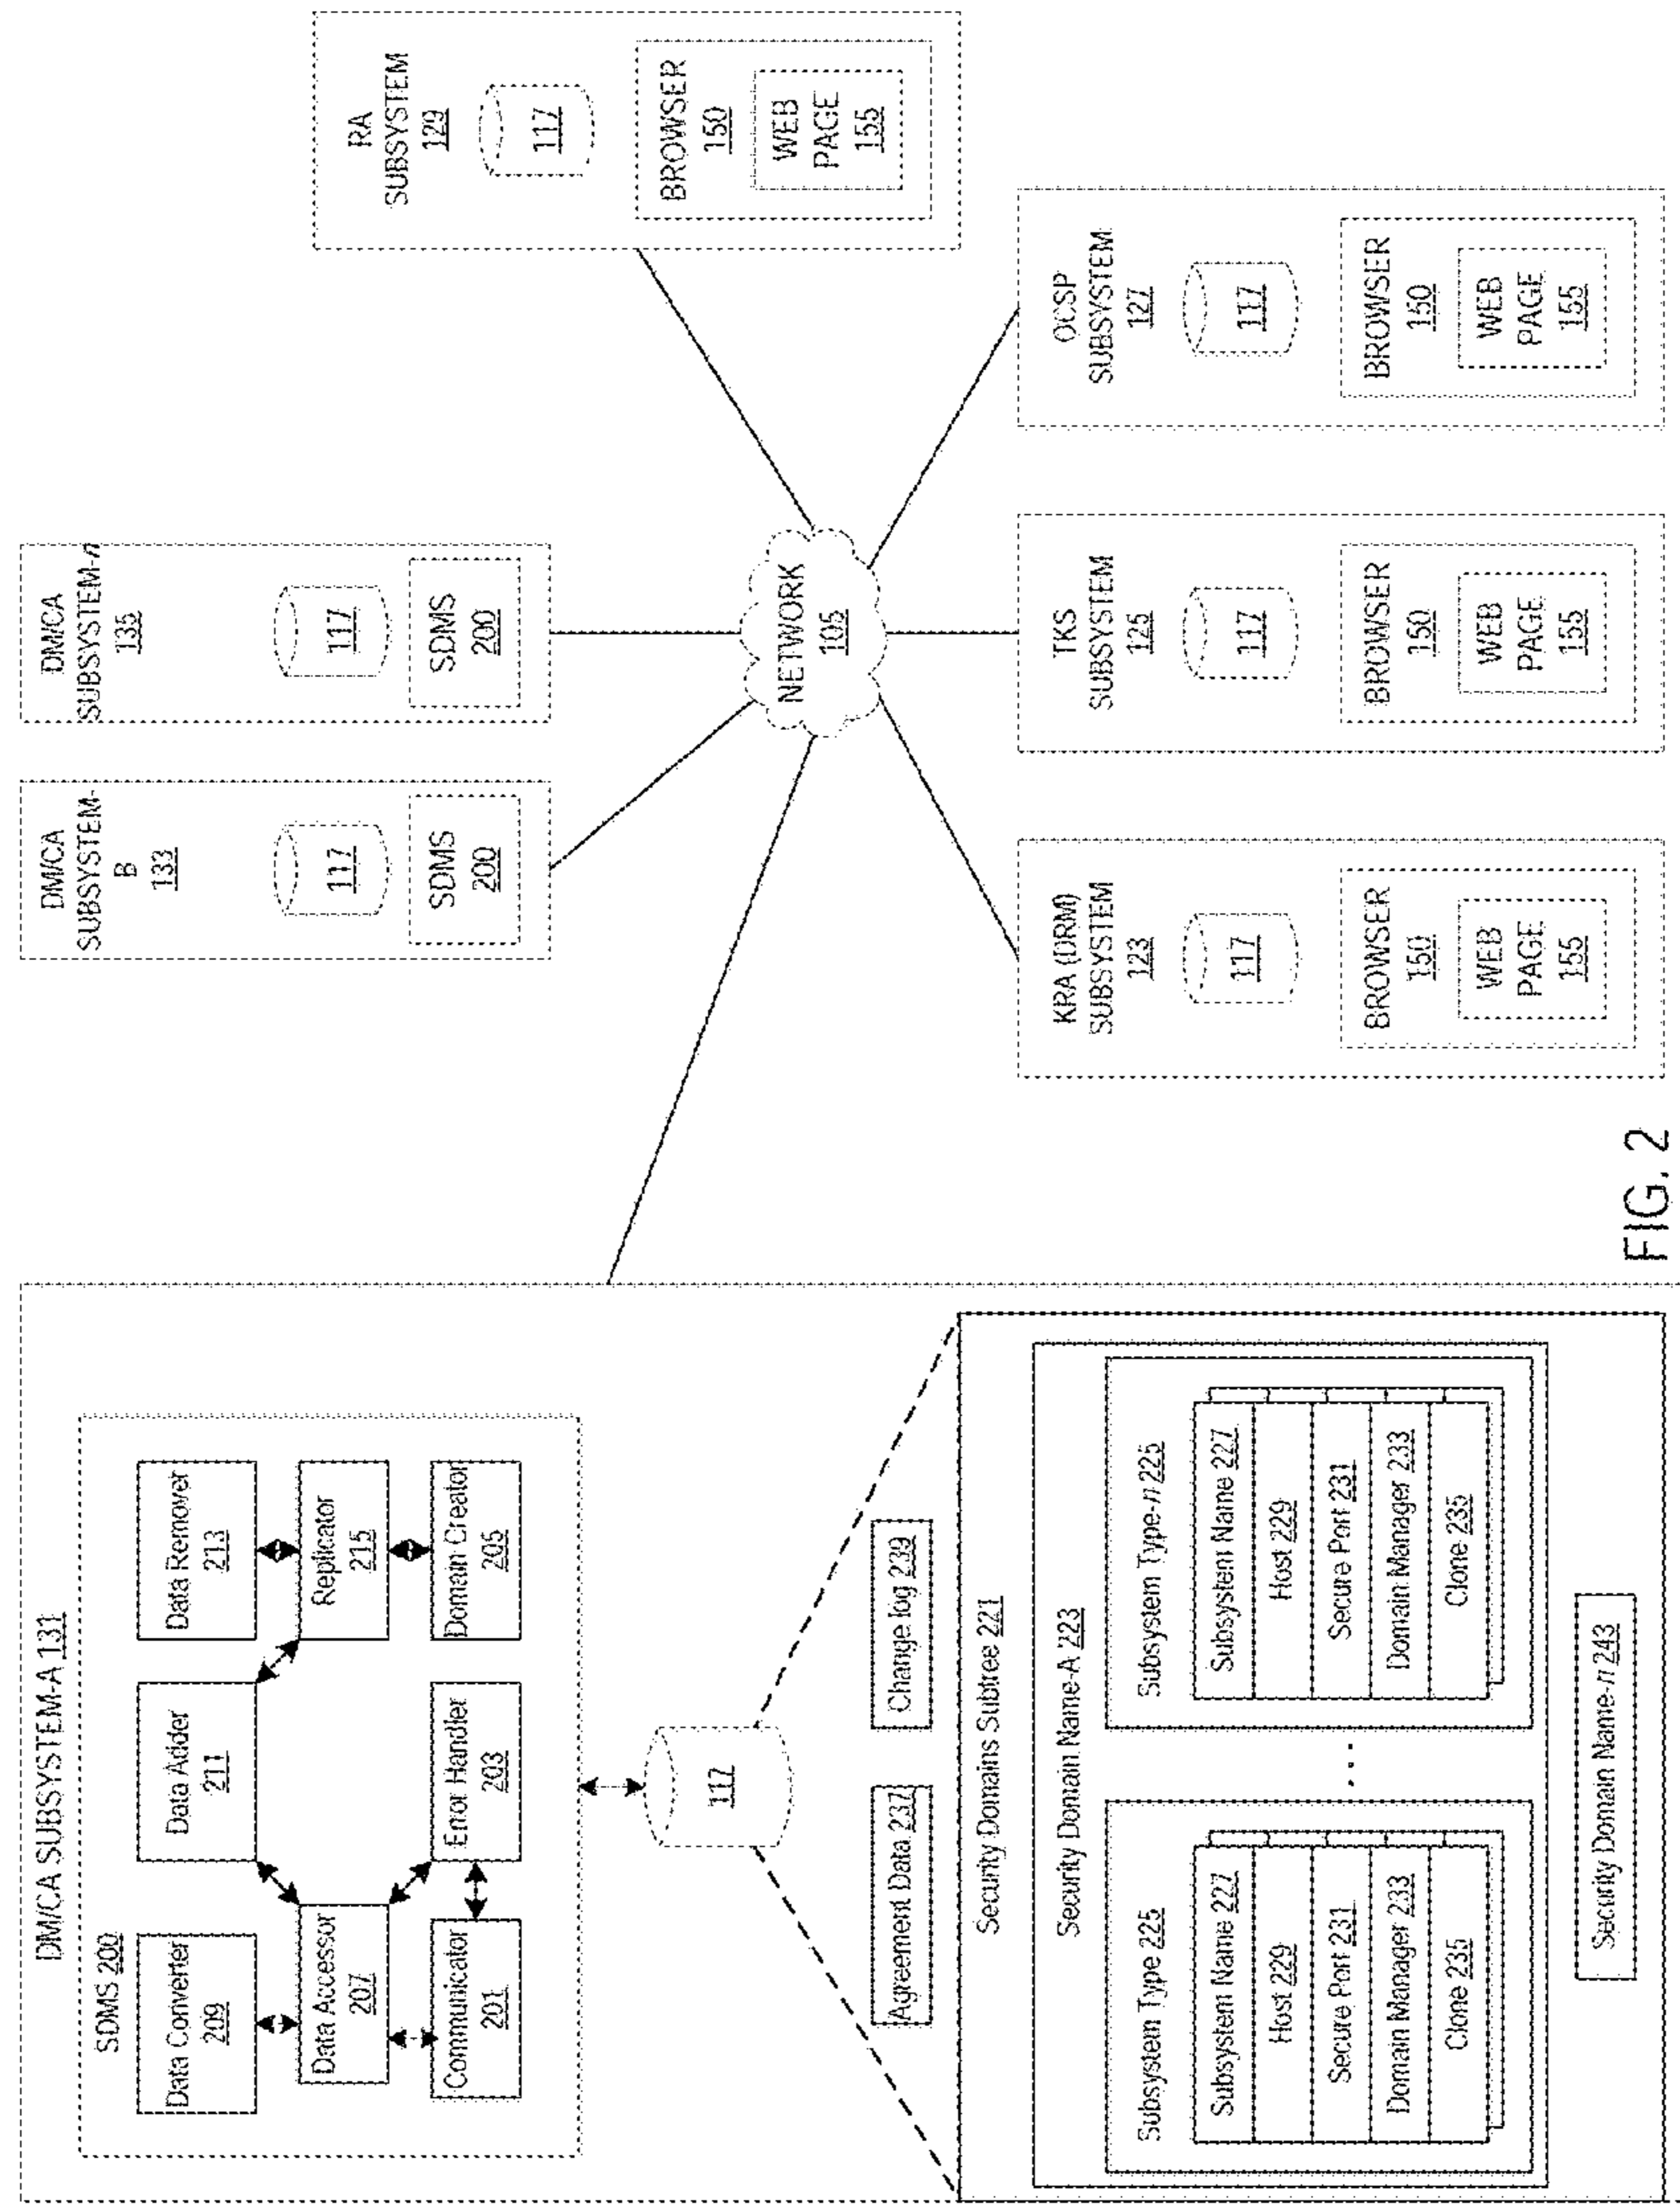 DM/CA SUBSYSTEM-A 131
SDMS 200
Data Converter
209
Data Adder
211
Data Remover
213
Data Accessor
207
Replicator
215
Communicator
201
Error Handler
203
Domain Creator
205
117
Agreement Data 237
Change log 239
Security Domains Subtree 221
Security Domain Name-A 223
Subsystem Type 225
Subsystem Name 227
Host 229
Secure Port 231
Domain Manager 233
Clone 235
...
Subsystem Type-n 225
Subsystem Name 227
Host 229
Secure Port 231
Domain Manager 233
Clone 235
Security Domain Name-n 243
DM/CA
SUBSYSTEM-
B
133
117
SDMS
200
DM/CA
SUBSYSTEM-n
135
117
SDMS
200
RA
SUBSYSTEM
129
117
BROWSER
150
WEB
PAGE
155
NETWORK
105
KRA (DRM)
SUBSYSTEM
123
117
BROWSER
150
WEB
PAGE
155
TKS
SUBSYSTEM
125
117
BROWSER
150
WEB
PAGE
155
OCSP
SUBSYSTEM
127
117
BROWSER
150
WEB
PAGE
155
FIG. 2